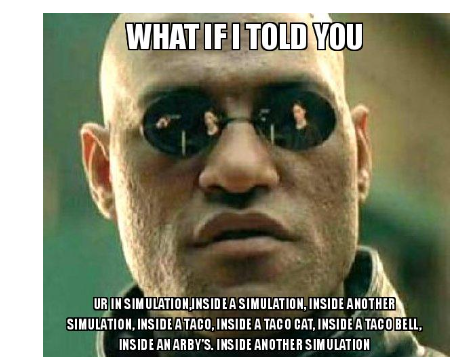 WHAT IF I TOLD YOU
UR IN SIMULATION,INSIDE A SIMULATION, INSIDE ANOTHER
SIMULATION, INSIDE A TACO, INSIDE A TACO CAT, INSIDE A TACO BELL,
INSIDE AN ARBY'S. INSIDE ANOTHER SIMULATION